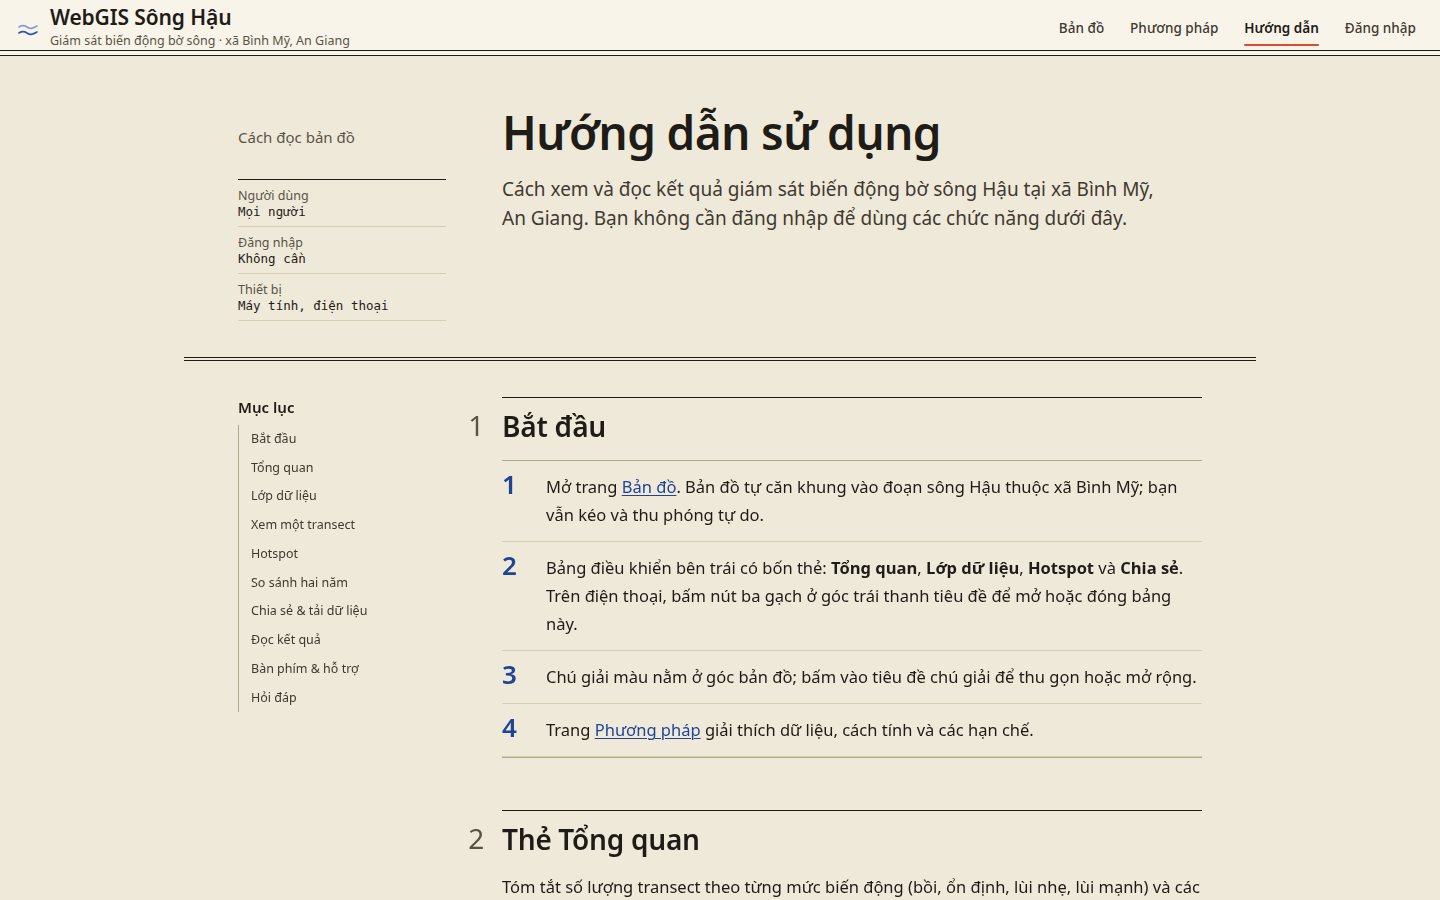 WebGIS Sông Hậu
Giám sát biến động bờ sông · xã Bình Mỹ, An Giang
Bản đồ
Phương pháp
Hướng dẫn
Đăng nhập
Cách đọc bản đồ
Người dùng
Mọi người
Đăng nhập
Không cần
Thiết bị
Máy tính, điện thoại
Hướng dẫn sử dụng
Cách xem và đọc kết quả giám sát biến động bờ sông Hậu tại xã Bình Mỹ,
An Giang. Bạn không cần đăng nhập để dùng các chức năng dưới đây.
Mục lục
Bắt đầu
Tổng quan
Lớp dữ liệu
Xem một transect
Hotspot
So sánh hai năm
Chia sẻ & tải dữ liệu
Đọc kết quả
Bàn phím & hỗ trợ
Hỏi đáp
1 Bắt đầu
1 Mở trang Bản đồ. Bản đồ tự căn khung vào đoạn sông Hậu thuộc xã Bình Mỹ; bạn
vẫn kéo và thu phóng tự do.
2 Bảng điều khiển bên trái có bốn thẻ: Tổng quan, Lớp dữ liệu, Hotspot và Chia sẻ.
Trên điện thoại, bấm nút ba gạch ở góc trái thanh tiêu đề để mở hoặc đóng bảng
này.
3 Chú giải màu nằm ở góc bản đồ; bấm vào tiêu đề chú giải để thu gọn hoặc mở rộng.
4 Trang Phương pháp giải thích dữ liệu, cách tính và các hạn chế.
2 Thẻ Tổng quan
Tóm tắt số lượng transect theo từng mức biến động (bồi, ổn định, lùi nhẹ, lùi mạnh) và các